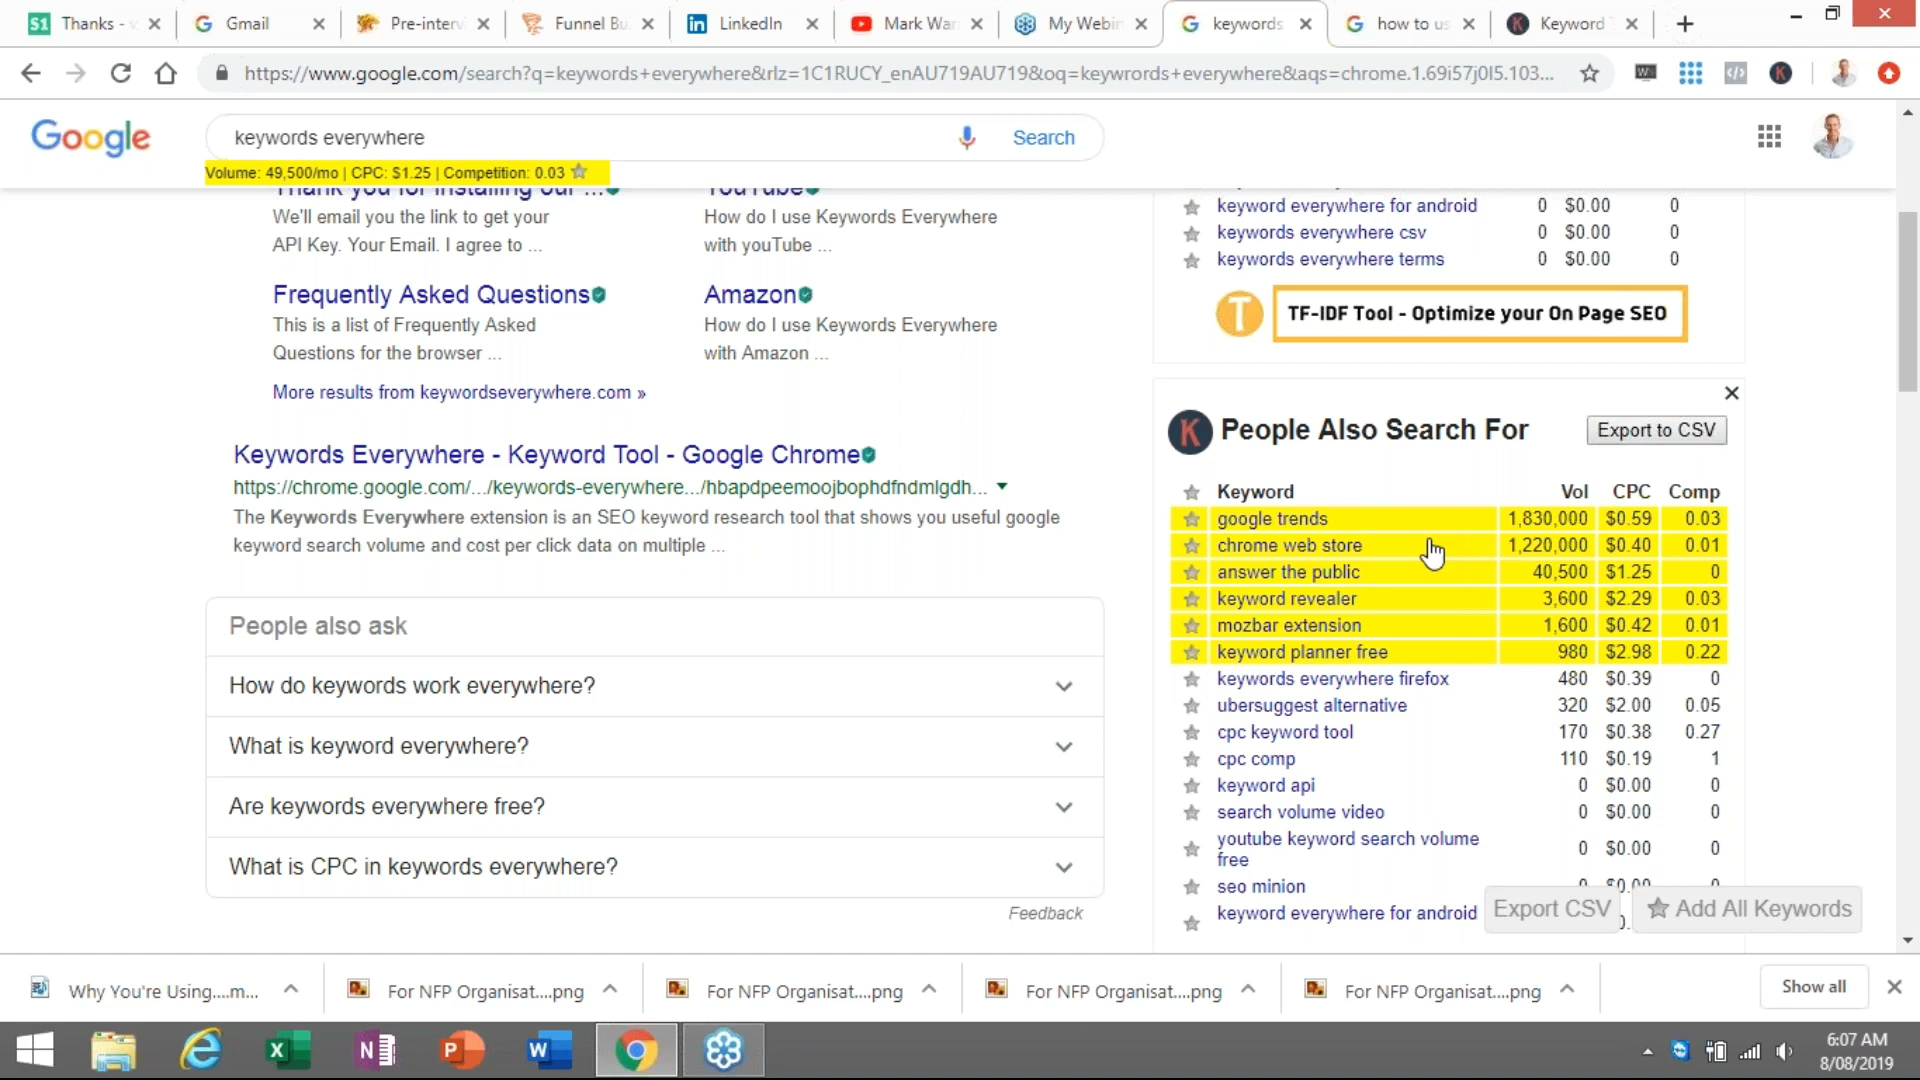 Thanks - v
Gmail
Pre-interv
Funnel Bu
LinkedIn
Mark Wa
My Webin
keywords
how to us
Keyword T
https://www.google.com/search?q=keywords+everywhere&rlz=1C1RUCY_enAU719AU719&oq=keywrords+everywhere&aqs=chrome.1.69i57j0l5.103...
Google
keywords everywhere
Search
Volume: 49,500/mo | CPC: $1.25 | Competition: 0.03
Thank you for installing our ...
YouTube
We'll email you the link to get your
API Key. Your Email. I agree to ...
How do I use Keywords Everywhere
with youTube ...
Frequently Asked Questions
This is a list of Frequently Asked
Questions for the browser ...
Amazon
How do I use Keywords Everywhere
with Amazon ...
More results from keywordseverywhere.com »
Keywords Everywhere - Keyword Tool - Google Chrome
https://chrome.google.com/.../keywords-everywhere.../hbapdpeemoojbophdfndmlgdh...
The Keywords Everywhere extension is an SEO keyword research tool that shows you useful google
keyword search volume and cost per click data on multiple ...
People also ask
How do keywords work everywhere?
What is keyword everywhere?
Are keywords everywhere free?
What is CPC in keywords everywhere?
Feedback
keyword everywhere for android 0 $0.00 0
keywords everywhere csv 0 $0.00 0
keywords everywhere terms 0 $0.00 0
T TF-IDF Tool - Optimize your On Page SEO
K People Also Search For
Export to CSV
Keyword Vol CPC Comp
google trends 1,830,000 $0.59 0.03
chrome web store 1,220,000 $0.40 0.01
answer the public 40,500 $1.25 0
keyword revealer 3,600 $2.29 0.03
mozbar extension 1,600 $0.42 0.01
keyword planner free 980 $2.98 0.22
keywords everywhere firefox 480 $0.39 0
ubersuggest alternative 320 $2.00 0.05
cpc keyword tool 170 $0.38 0.27
cpc comp 110 $0.19 1
keyword api 0 $0.00 0
search volume video 0 $0.00 0
youtube keyword search volume
free 0 $0.00 0
seo minion 0 $0.00 0
keyword everywhere for android
Export CSV
Add All Keywords
Why You're Using....m...
For NFP Organisat....png
For NFP Organisat....png
For NFP Organisat....png
For NFP Organisat....png
Show all
6:07 AM
8/08/2019